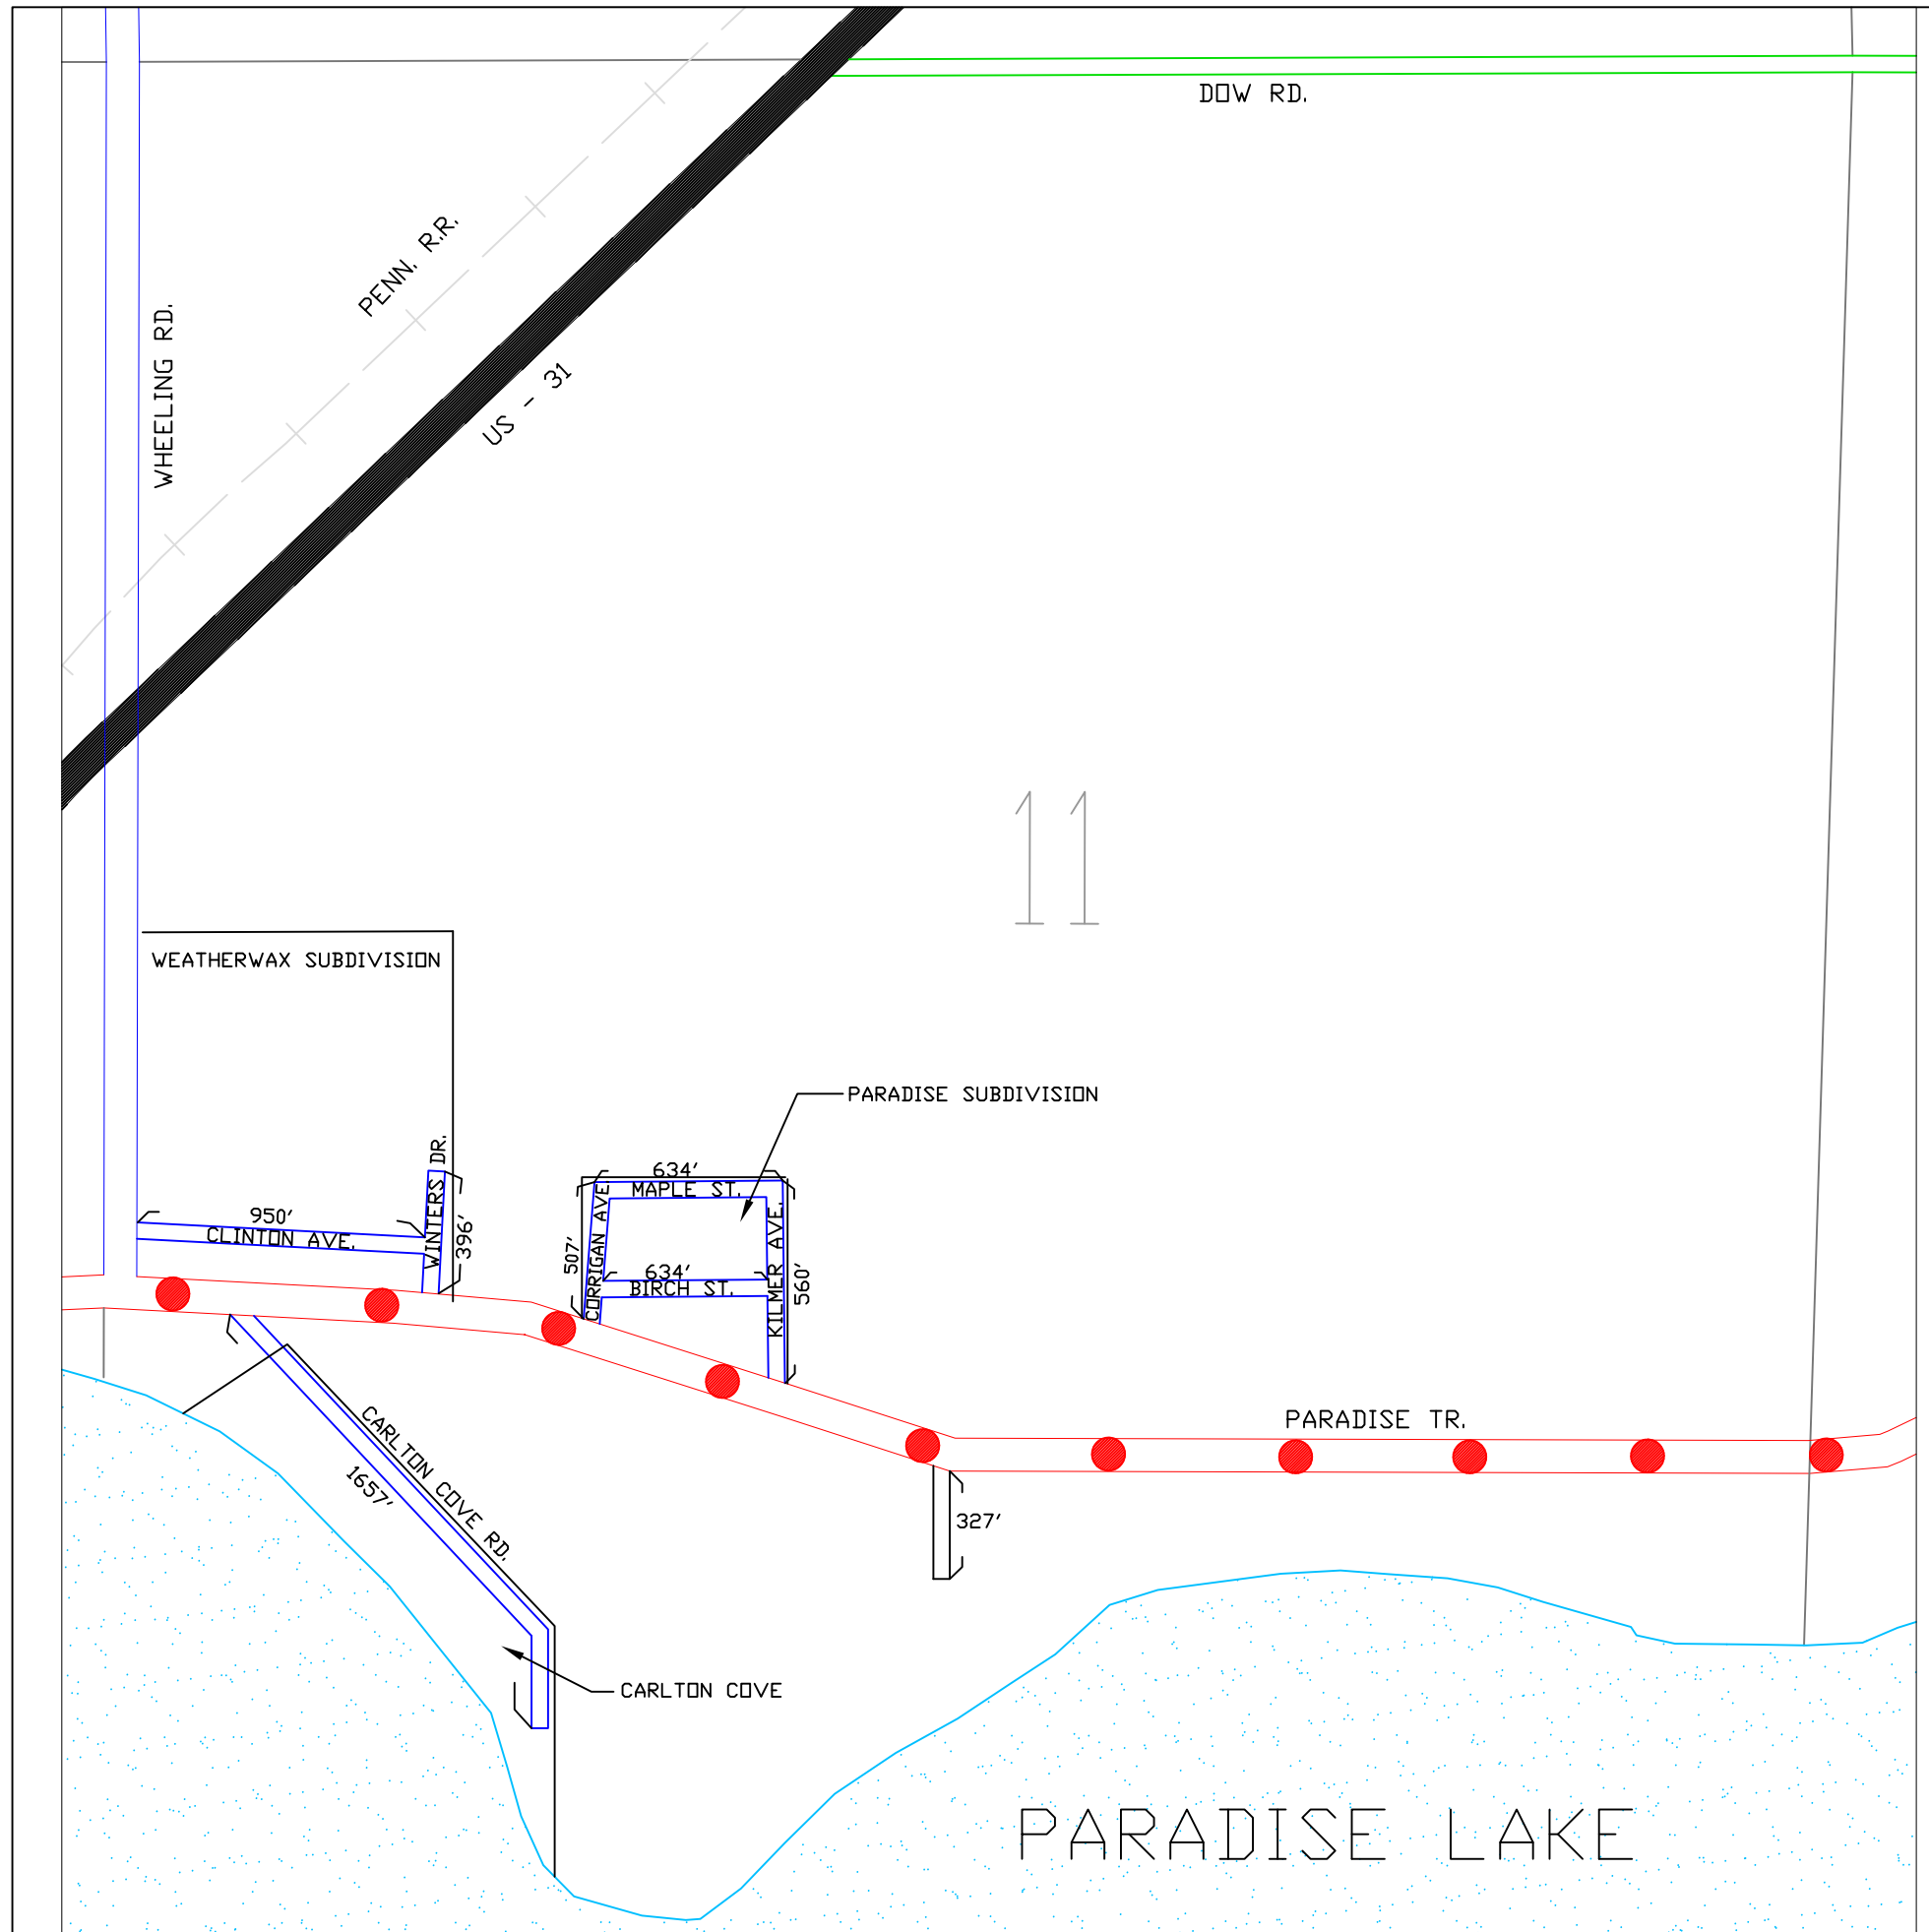 DOW RD.
PENN. R.R.
WHEELING RD.
US - 31
11
WEATHERWAX SUBDIVISION
PARADISE SUBDIVISION
WINTERS DR.
634'
MAPLE ST.
950'
CLINTON AVE.
396'
507'
CORRIGAN AVE.
634'
BIRCH ST.
KILMER AVE.
560'
PARADISE TR.
CARLTON COVE RD.
1657'
327'
CARLTON COVE
PARADISE LAKE